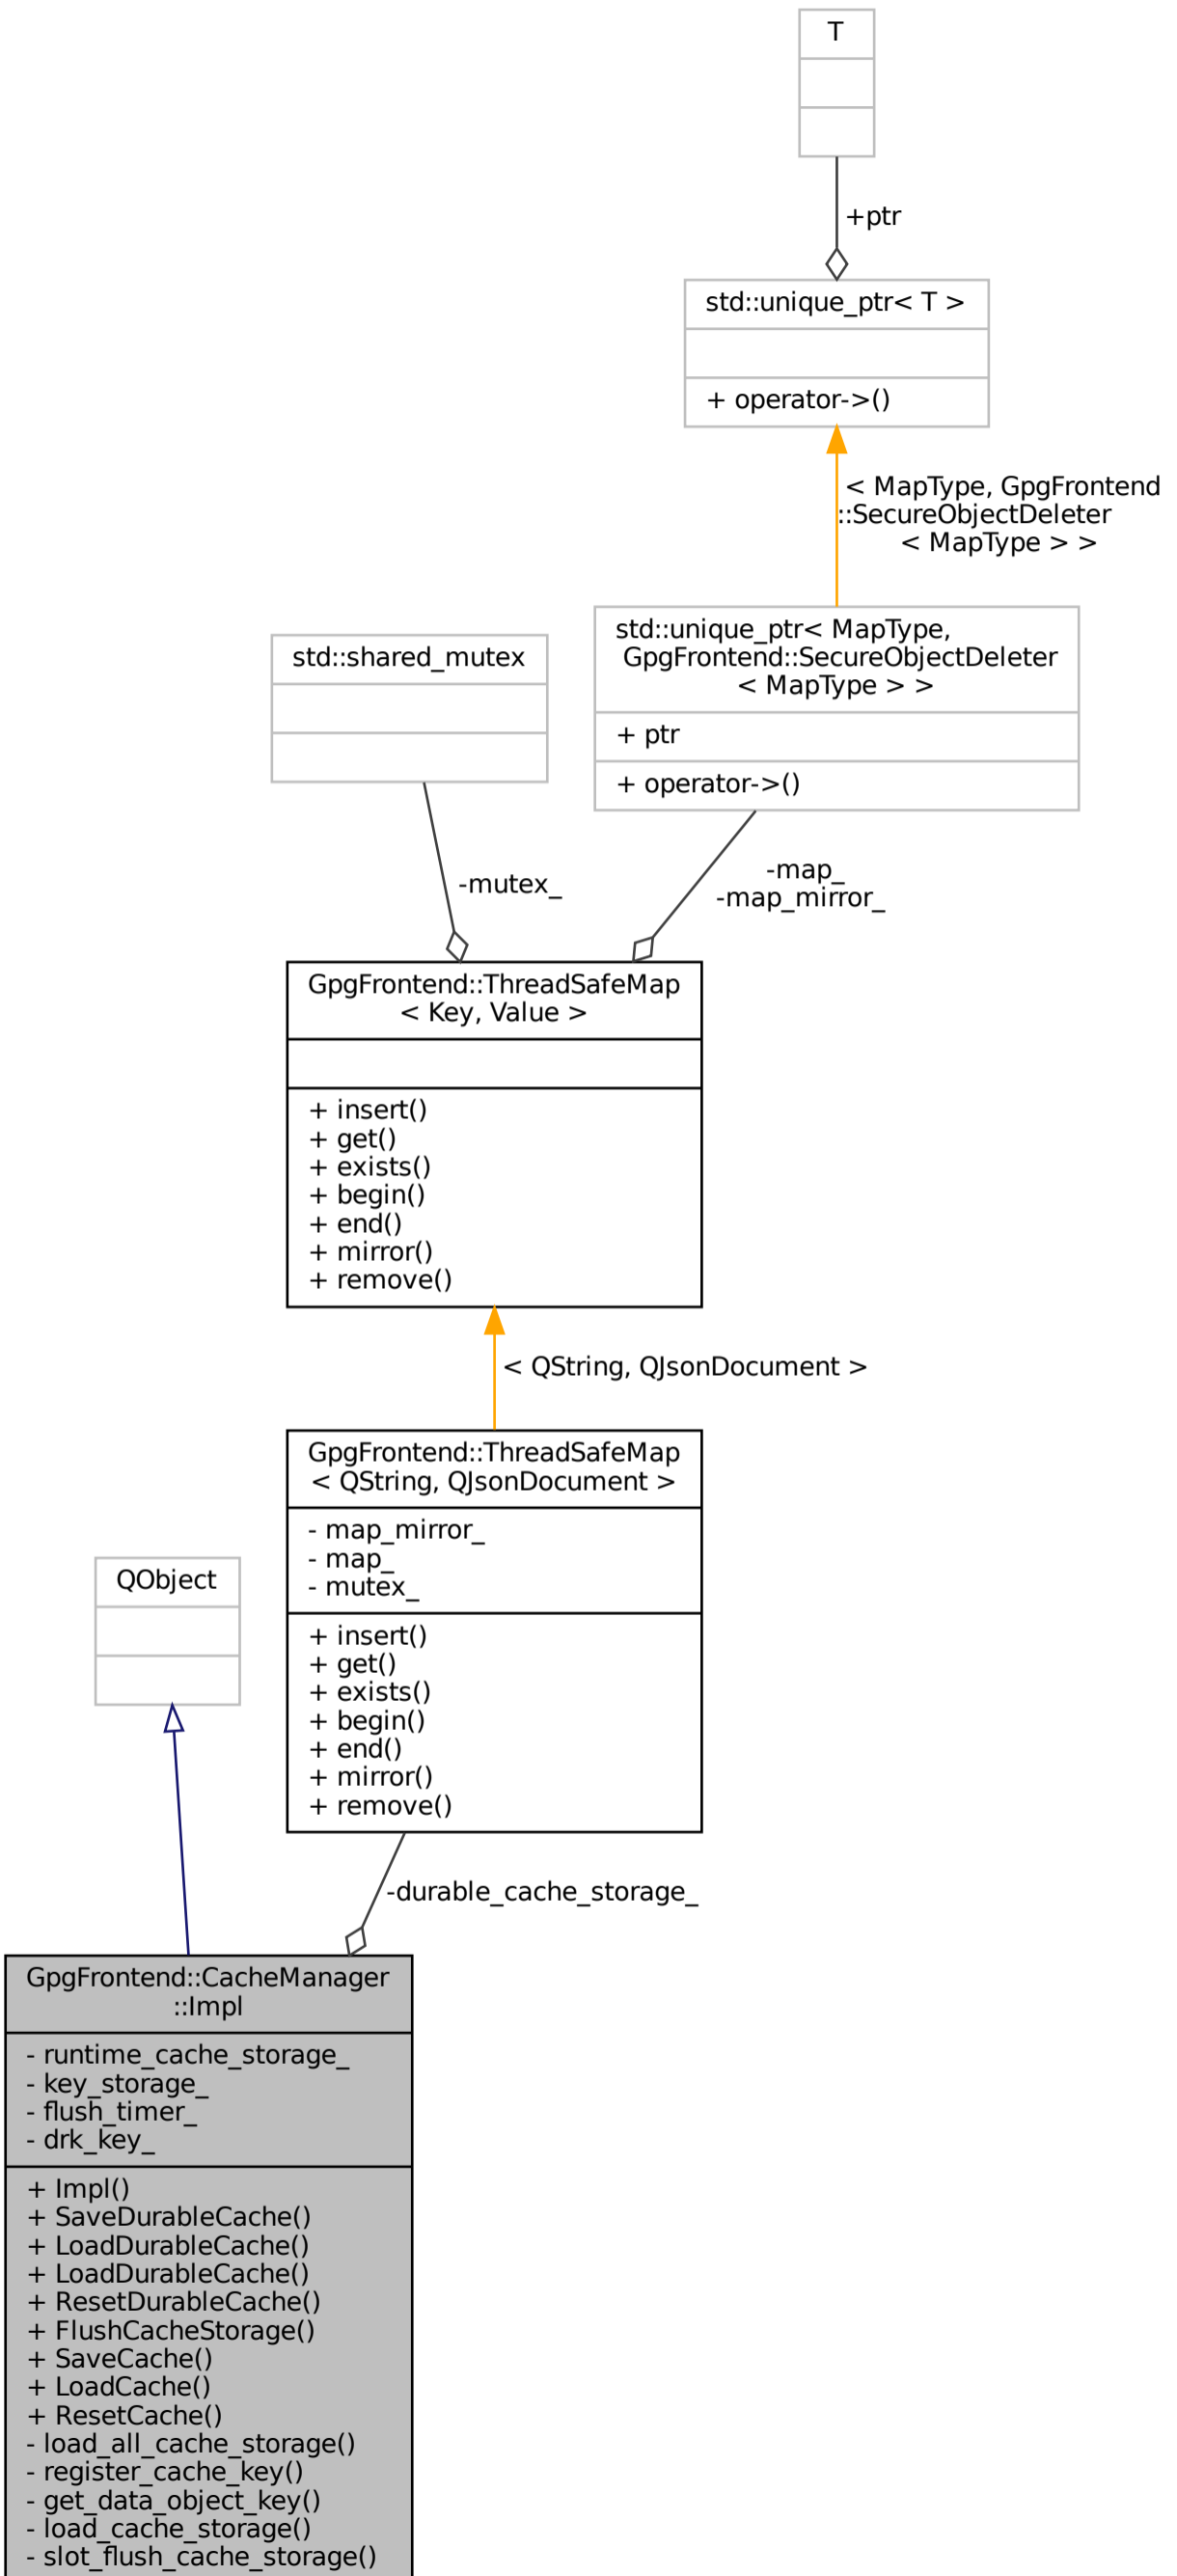 T
+ptr
std::unique_ptr< T >
+ operator->()
< MapType, GpgFrontend
::SecureObjectDeleter
< MapType > >
std::unique_ptr< MapType,
GpgFrontend::SecureObjectDeleter
< MapType > >
+ ptr
+ operator->()
std::shared_mutex
-mutex_
-map_
-map_mirror_
GpgFrontend::ThreadSafeMap
< Key, Value >
+ insert()
+ get()
+ exists()
+ begin()
+ end()
+ mirror()
+ remove()
< QString, QJsonDocument >
GpgFrontend::ThreadSafeMap
< QString, QJsonDocument >
- map_mirror_
- map_
- mutex_
+ insert()
+ get()
+ exists()
+ begin()
+ end()
+ mirror()
+ remove()
QObject
-durable_cache_storage_
GpgFrontend::CacheManager
::Impl
- runtime_cache_storage_
- key_storage_
- flush_timer_
- drk_key_
+ Impl()
+ SaveDurableCache()
+ LoadDurableCache()
+ LoadDurableCache()
+ ResetDurableCache()
+ FlushCacheStorage()
+ SaveCache()
+ LoadCache()
+ ResetCache()
- load_all_cache_storage()
- register_cache_key()
- get_data_object_key()
- load_cache_storage()
- slot_flush_cache_storage()